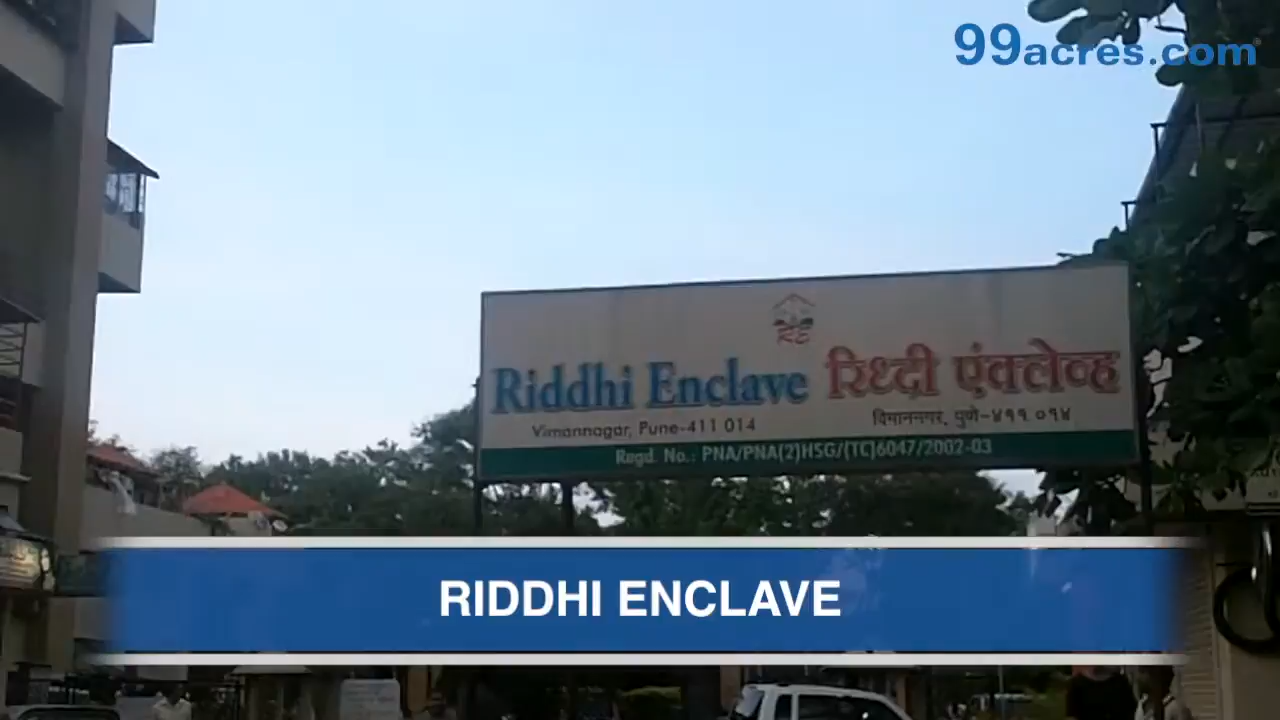 99acres.com
Riddhi Enclave रिध्दी एंक्लेव्ह
Vimannagar, Pune-411 014 विमाननगर, पुणे-४११ ०१४
Regd. No.: PNA/PNA(2)HSG/(TC)6047/2002-03
RIDDHI ENCLAVE